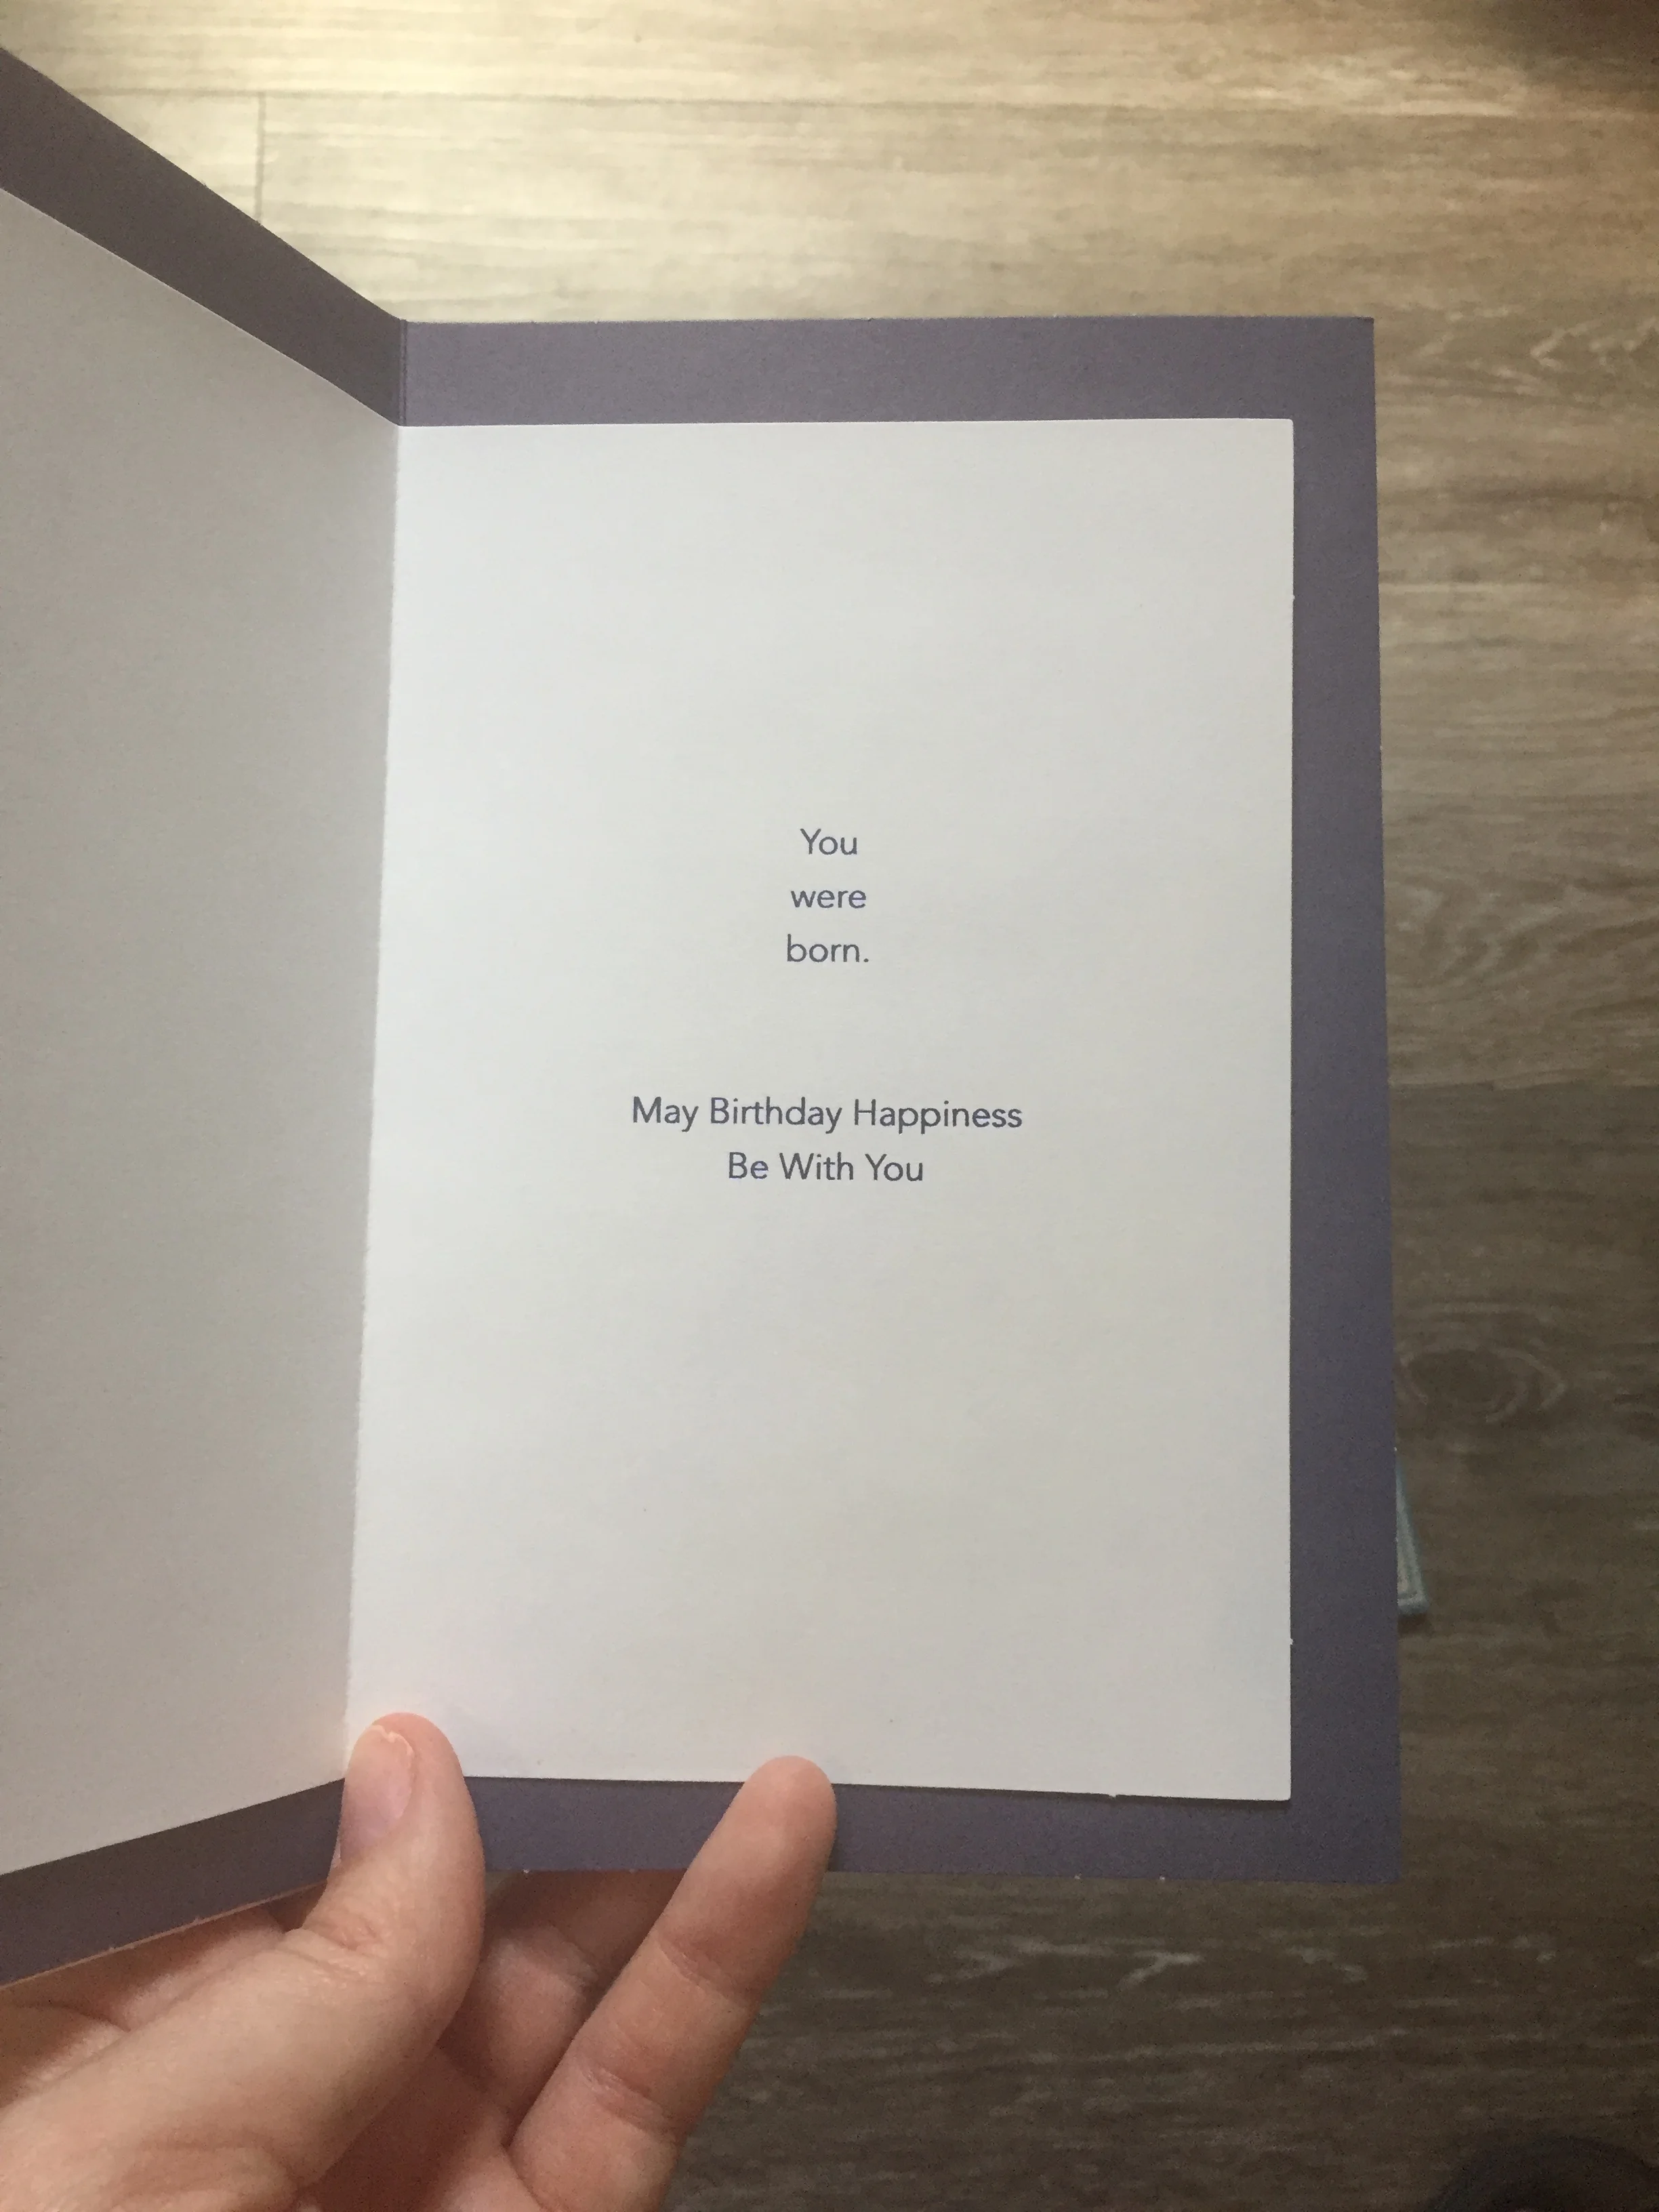 You
were
born.
May Birthday Happiness
Be With You